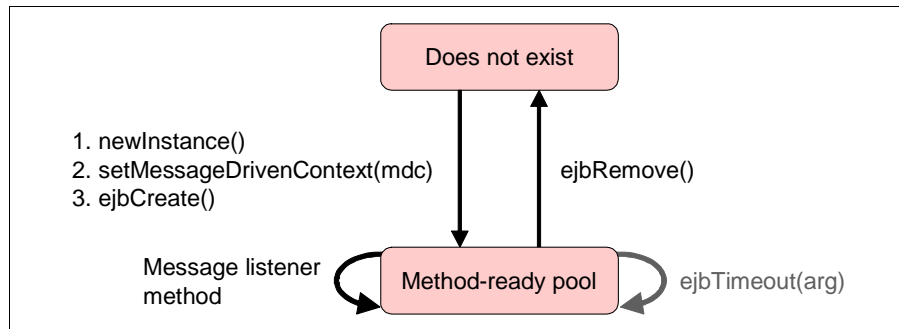 Does not exist
1. newInstance()
2. setMessageDrivenContext(mdc)
3. ejbCreate()
ejbRemove()
Message listener
method
Method-ready pool
ejbTimeout(arg)